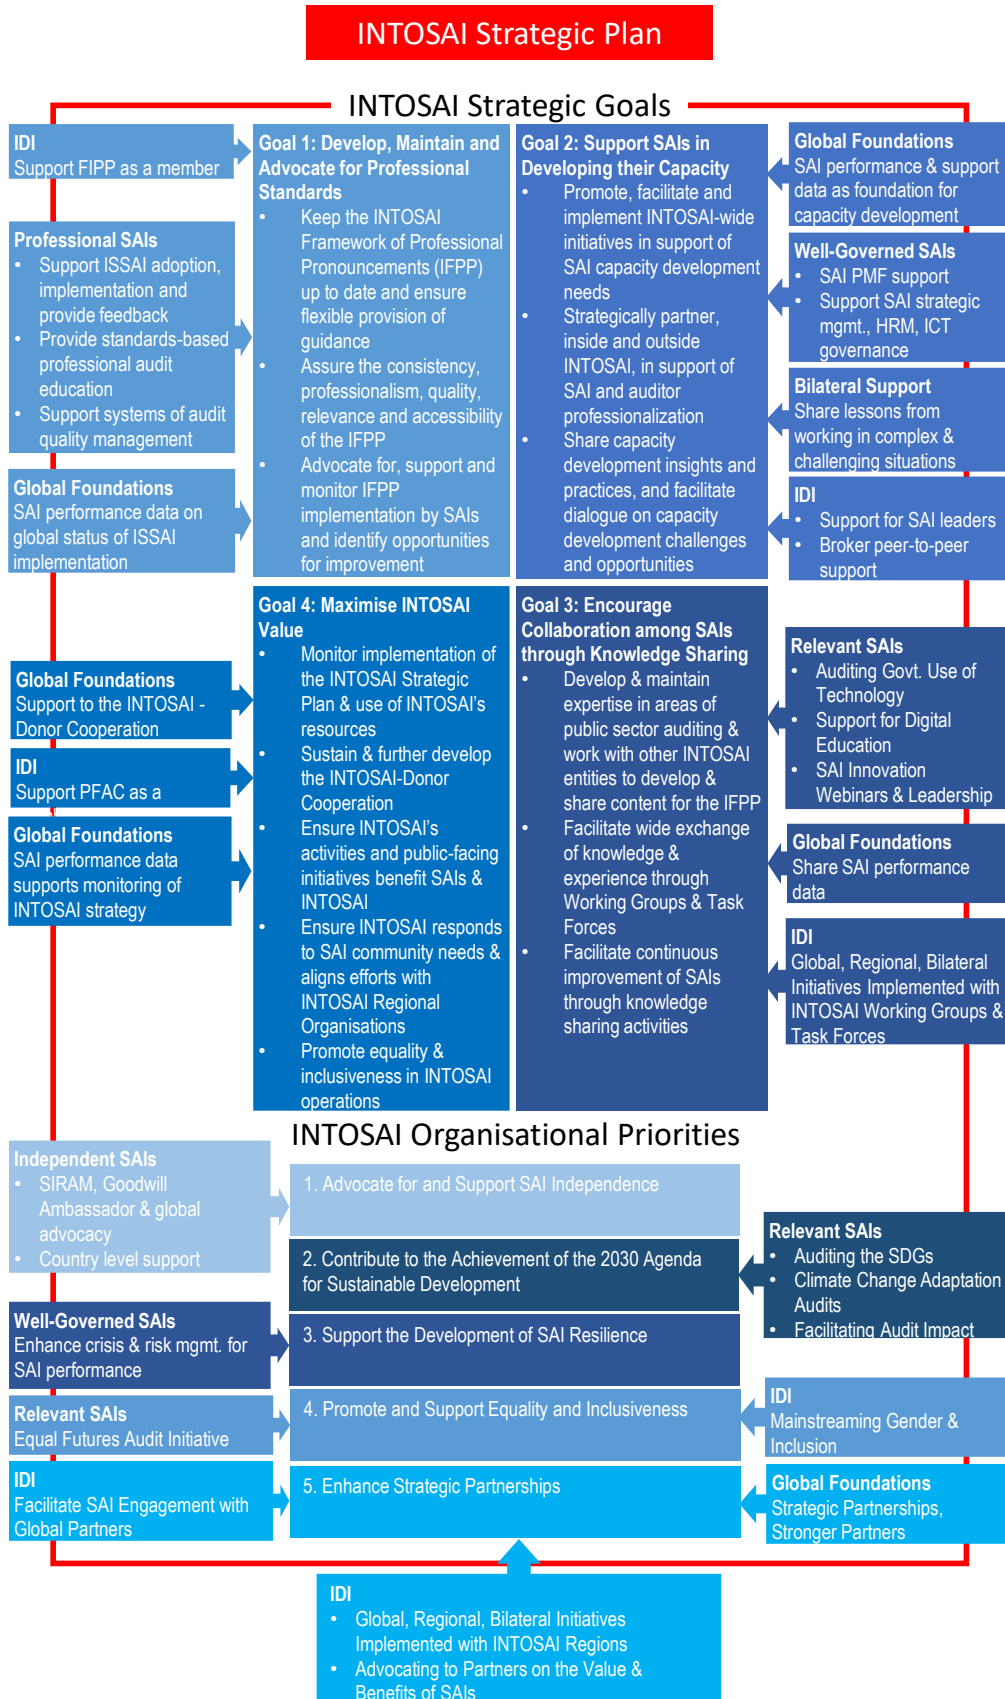 INTOSAI Strategic Plan
INTOSAI Strategic Goals
IDI
Support FIPP as a member
Professional SAIs
• Support ISSAI adoption,
implementation and
provide feedback
• Provide standards-based
professional audit
education
• Support systems of audit
quality management
Global Foundations
SAI performance data on
global status of ISSAI
implementation
Goal 1: Develop, Maintain and
Advocate for Professional
Standards
• Keep the INTOSAI
Framework of Professional
Pronouncements (IFPP)
up to date and ensure
flexible provision of
guidance
• Assure the consistency,
professionalism, quality,
relevance and accessibility
of the IFPP
• Advocate for, support and
monitor IFPP
implementation by SAIs
and identify opportunities
for improvement
Goal 2: Support SAIs in
Developing their Capacity
• Promote, facilitate and
implement INTOSAI-wide
initiatives in support of
SAI capacity development
needs
• Strategically partner,
inside and outside
INTOSAI, in support of
SAI and auditor
professionalization
• Share capacity
development insights and
practices, and facilitate
dialogue on capacity
development challenges
and opportunities
Global Foundations
SAI performance & support
data as foundation for
capacity development
Well-Governed SAIs
• SAI PMF support
• Support SAI strategic
mgmt., HRM, ICT
governance
Bilateral Support
Share lessons from
working in complex &
challenging situations
IDI
• Support for SAI leaders
• Broker peer-to-peer
support
Global Foundations
Support to the INTOSAI -
Donor Cooperation
IDI
Support PFAC as a
Global Foundations
SAI performance data
supports monitoring of
INTOSAI strategy
Goal 4: Maximise INTOSAI
Value
• Monitor implementation of
the INTOSAI Strategic
Plan & use of INTOSAI's
resources
• Sustain & further develop
the INTOSAI-Donor
Cooperation
• Ensure INTOSAI's
activities and public-facing
initiatives benefit SAIs &
INTOSAI
• Ensure INTOSAI responds
to SAI community needs &
aligns efforts with
INTOSAI Regional
Organisations
• Promote equality &
inclusiveness in INTOSAI
operations
Goal 3: Encourage
Collaboration among SAIs
through Knowledge Sharing
• Develop & maintain
expertise in areas of
public sector auditing &
work with other INTOSAI
entities to develop &
share content for the IFPP
• Facilitate wide exchange
of knowledge &
experience through
Working Groups & Task
Forces
• Facilitate continuous
improvement of SAIs
through knowledge
sharing activities
Relevant SAIs
• Auditing Govt. Use of
Technology
• Support for Digital
Education
• SAI Innovation
Webinars & Leadership
Global Foundations
Share SAI performance
data
IDI
Global, Regional, Bilateral
Initiatives Implemented with
INTOSAI Working Groups &
Task Forces
INTOSAI Organisational Priorities
Independent SAIs
• SIRAM, Goodwill
Ambassador & global
advocacy
• Country level support
1. Advocate for and Support SAI Independence
2. Contribute to the Achievement of the 2030 Agenda
for Sustainable Development
Relevant SAIs
• Auditing the SDGs
• Climate Change Adaptation
Audits
• Facilitating Audit Impact
Well-Governed SAIs
Enhance crisis & risk mgmt. for
SAI performance
3. Support the Development of SAI Resilience
Relevant SAIs
Equal Futures Audit Initiative
4. Promote and Support Equality and Inclusiveness
IDI
Mainstreaming Gender &
Inclusion
IDI
Facilitate SAI Engagement with
Global Partners
5. Enhance Strategic Partnerships
Global Foundations
Strategic Partnerships,
Stronger Partners
IDI
• Global, Regional, Bilateral Initiatives
Implemented with INTOSAI Regions
• Advocating to Partners on the Value &
Benefits of SAIs